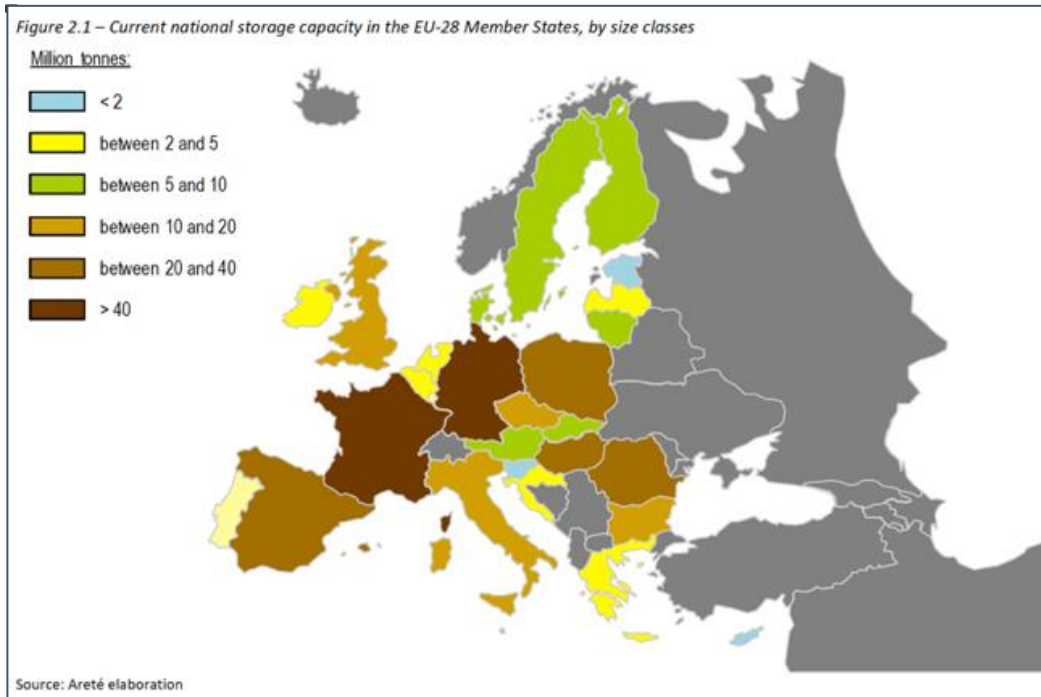 Figure 2.1 – Current national storage capacity in the EU-28 Member States, by size classes
Million tonnes:
< 2
between 2 and 5
between 5 and 10
between 10 and 20
between 20 and 40
> 40
Source: Areté elaboration